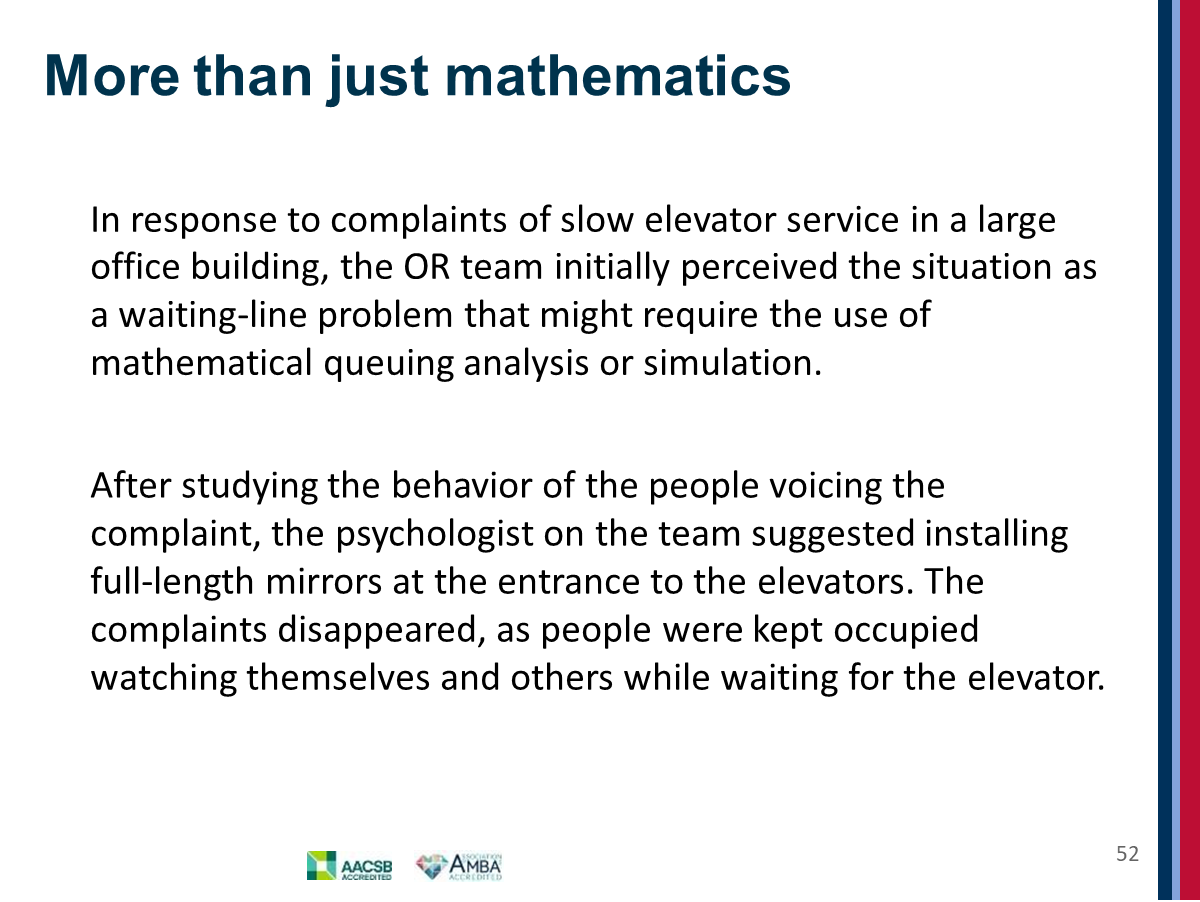 More than just mathematics
In response to complaints of slow elevator service in a large
office building, the OR team initially perceived the situation as
a waiting-line problem that might require the use of
mathematical queuing analysis or simulation.
After studying the behavior of the people voicing the
complaint, the psychologist on the team suggested installing
full-length mirrors at the entrance to the elevators. The
complaints disappeared, as people were kept occupied
watching themselves and others while waiting for the elevator.
AACSB
ACCREDITED
ASSOCIATION
AMBA
ACCREDITED
52